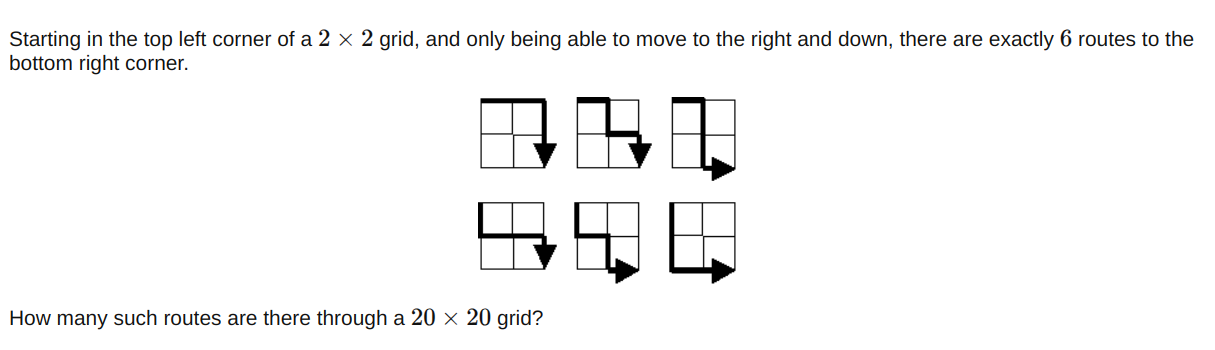 Starting in the top left corner of a 2 × 2 grid, and only being able to move to the right and down, there are exactly 6 routes to the
bottom right corner.
How many such routes are there through a 20 × 20 grid?